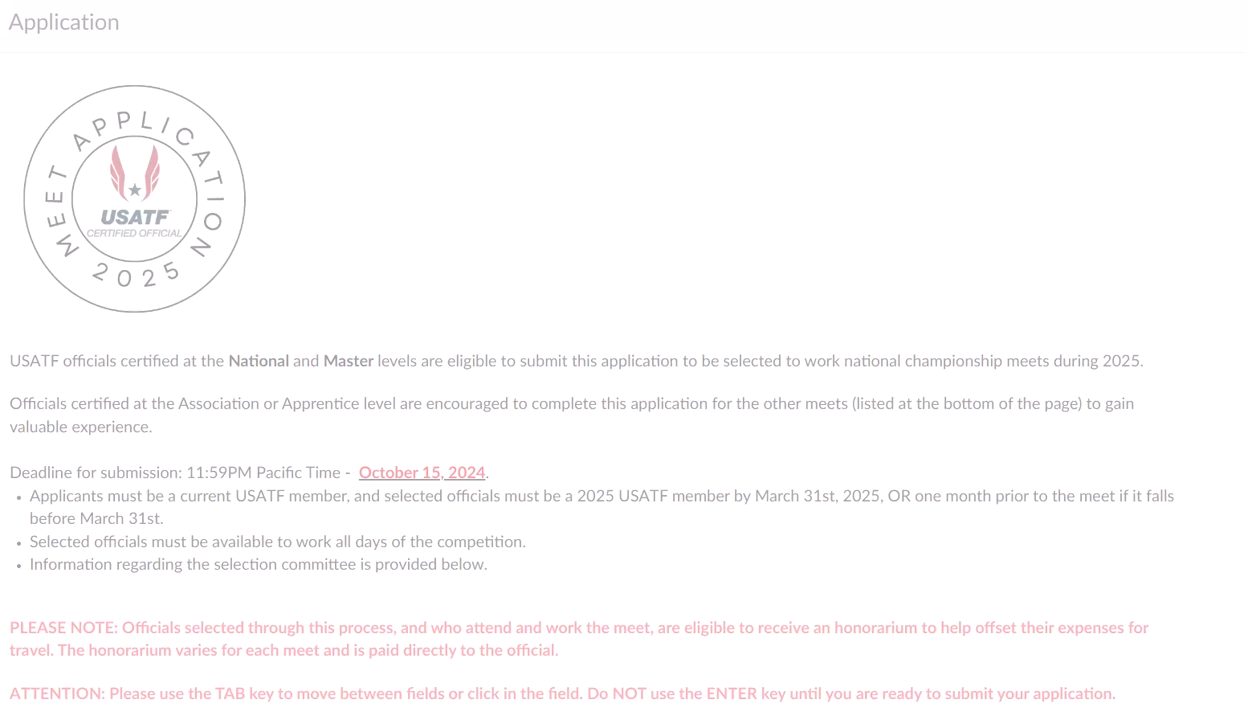 Application
MEET APPLICATION
USATF
CERTIFIED OFFICIAL
2025
USATF officials certified at the National and Master levels are eligible to submit this application to be selected to work national championship meets during 2025.
Officials certified at the Association or Apprentice level are encouraged to complete this application for the other meets (listed at the bottom of the page) to gain
valuable experience.
Deadline for submission: 11:59PM Pacific Time - October 15, 2024.
• Applicants must be a current USATF member, and selected officials must be a 2025 USATF member by March 31st, 2025, OR one month prior to the meet if it falls
before March 31st.
• Selected officials must be available to work all days of the competition.
• Information regarding the selection committee is provided below.
PLEASE NOTE: Officials selected through this process, and who attend and work the meet, are eligible to receive an honorarium to help offset their expenses for
travel. The honorarium varies for each meet and is paid directly to the official.
ATTENTION: Please use the TAB key to move between fields or click in the field. Do NOT use the ENTER key until you are ready to submit your application.